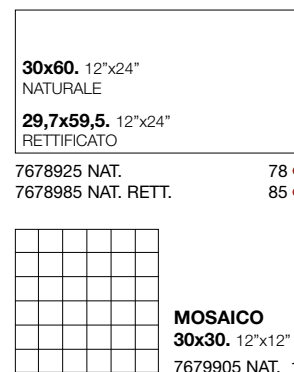 30x60. 12”x24”
NATURALE
29,7x59,5. 12”x24”
RETTIFICATO
7678925 NAT. 78
7678985 NAT. RETT. 85
MOSAICO
30x30. 12”x12”
7679905 NAT.